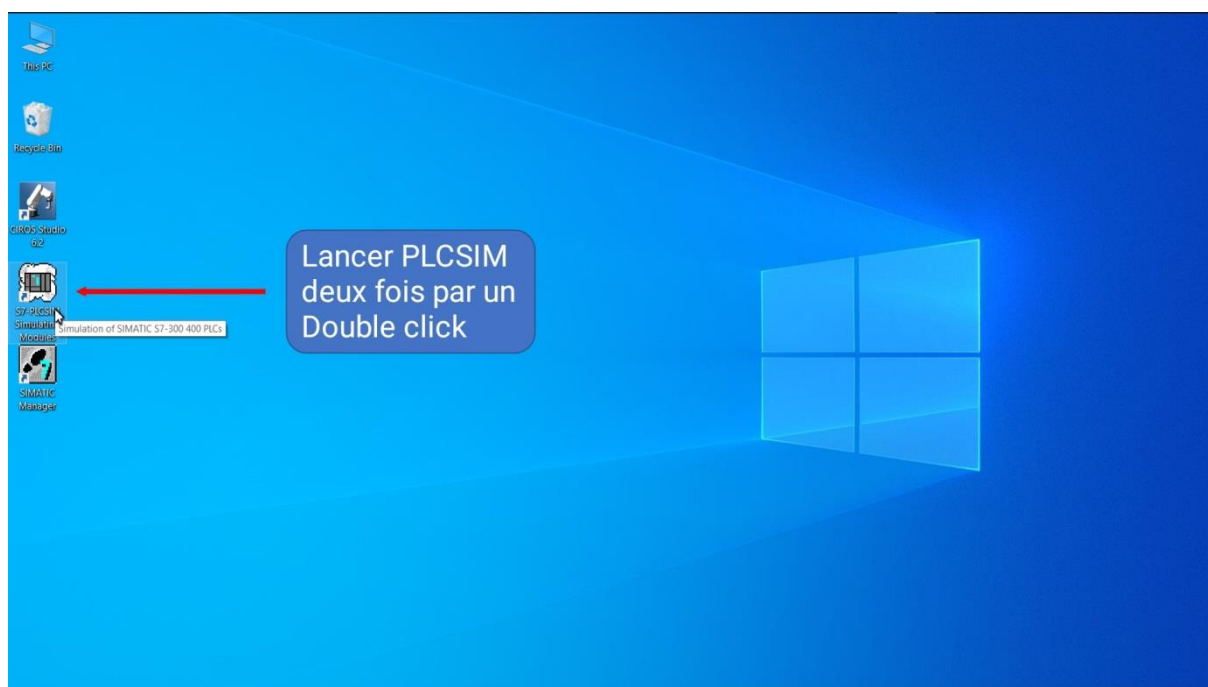 This PC
Recycle Bin
CIROS Studio
6.2
S7-PLCSIM
Simulating
Modules
Simulation of SIMATIC S7-300 400 PLCs
SIMATIC
Manager
Lancer PLCSIM
deux fois par un
Double click